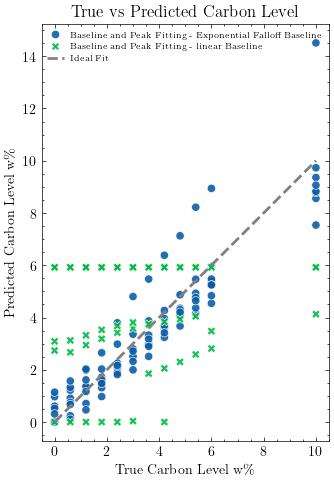 True vs Predicted Carbon Level
Baseline and Peak Fitting - Exponential Falloff Baseline
Baseline and Peak Fitting - linear Baseline
Ideal Fit
14
12
10
8
6
4
2
0
Predicted Carbon Level w%
0 2 4 6 8 10
True Carbon Level w%